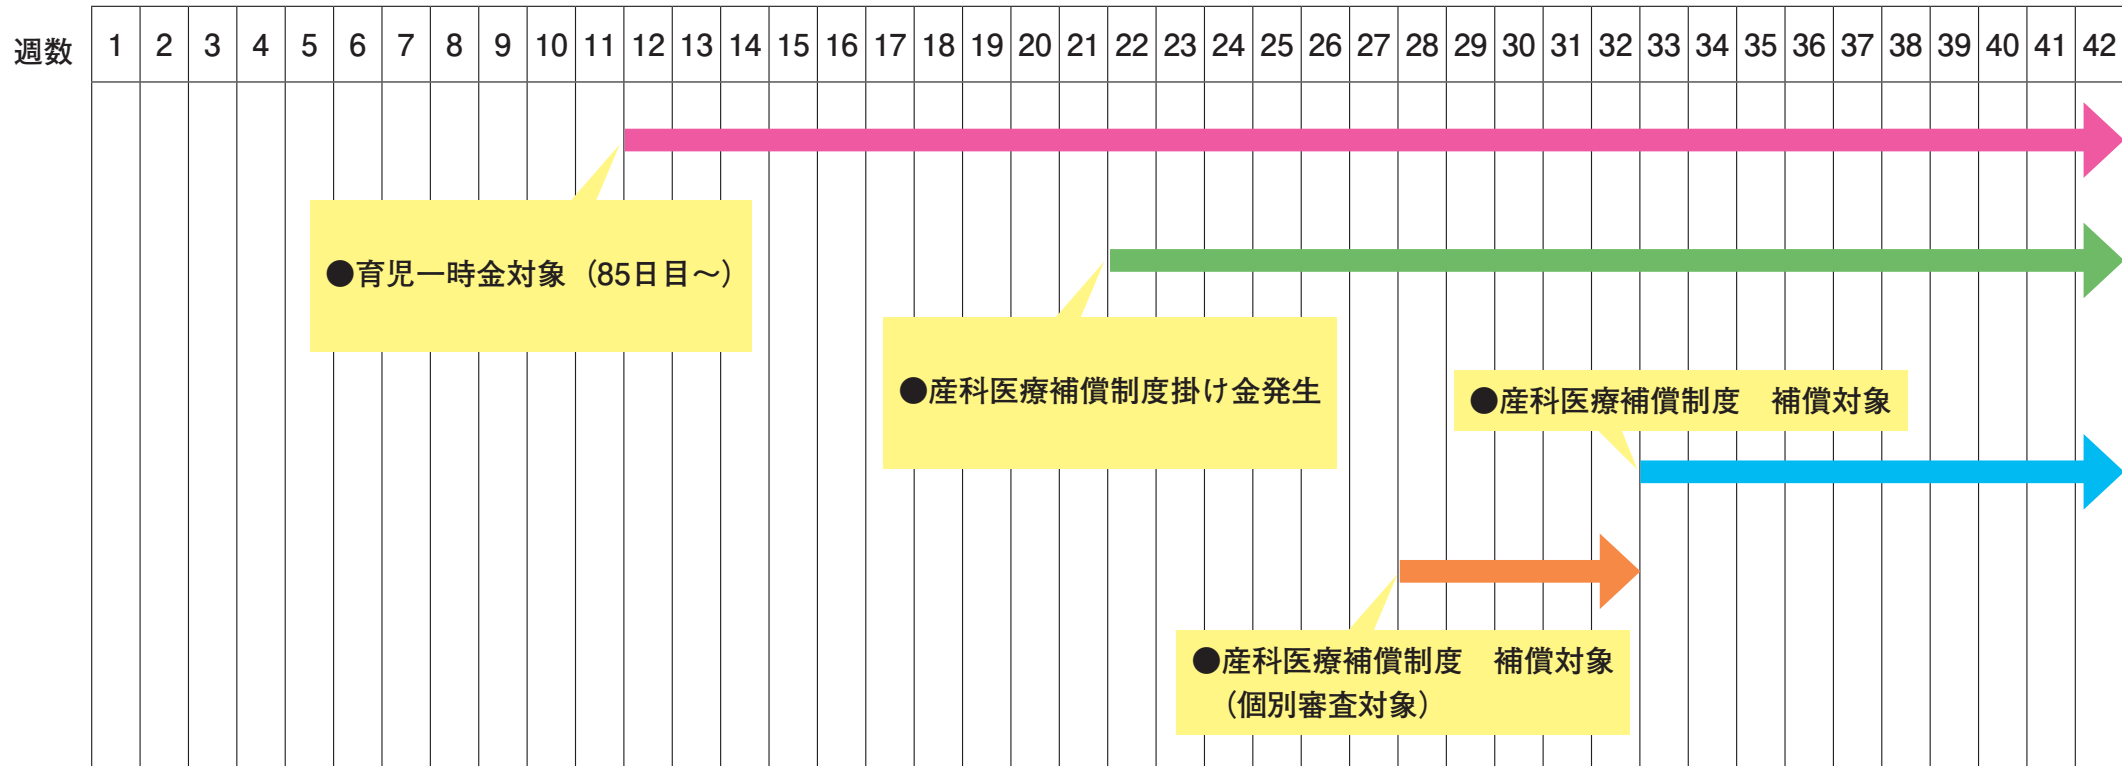 週数 1 2 3 4 5 6 7 8 9 10 11 12 13 14 15 16 17 18 19 20 21 22 23 24 25 26 27 28 29 30 31 32 33 34 35 36 37 38 39 40 41 42
●育児一時金対象（85日目〜）
●産科医療補償制度掛け金発生
●産科医療補償制度　補償対象
●産科医療補償制度　補償対象
（個別審査対象）